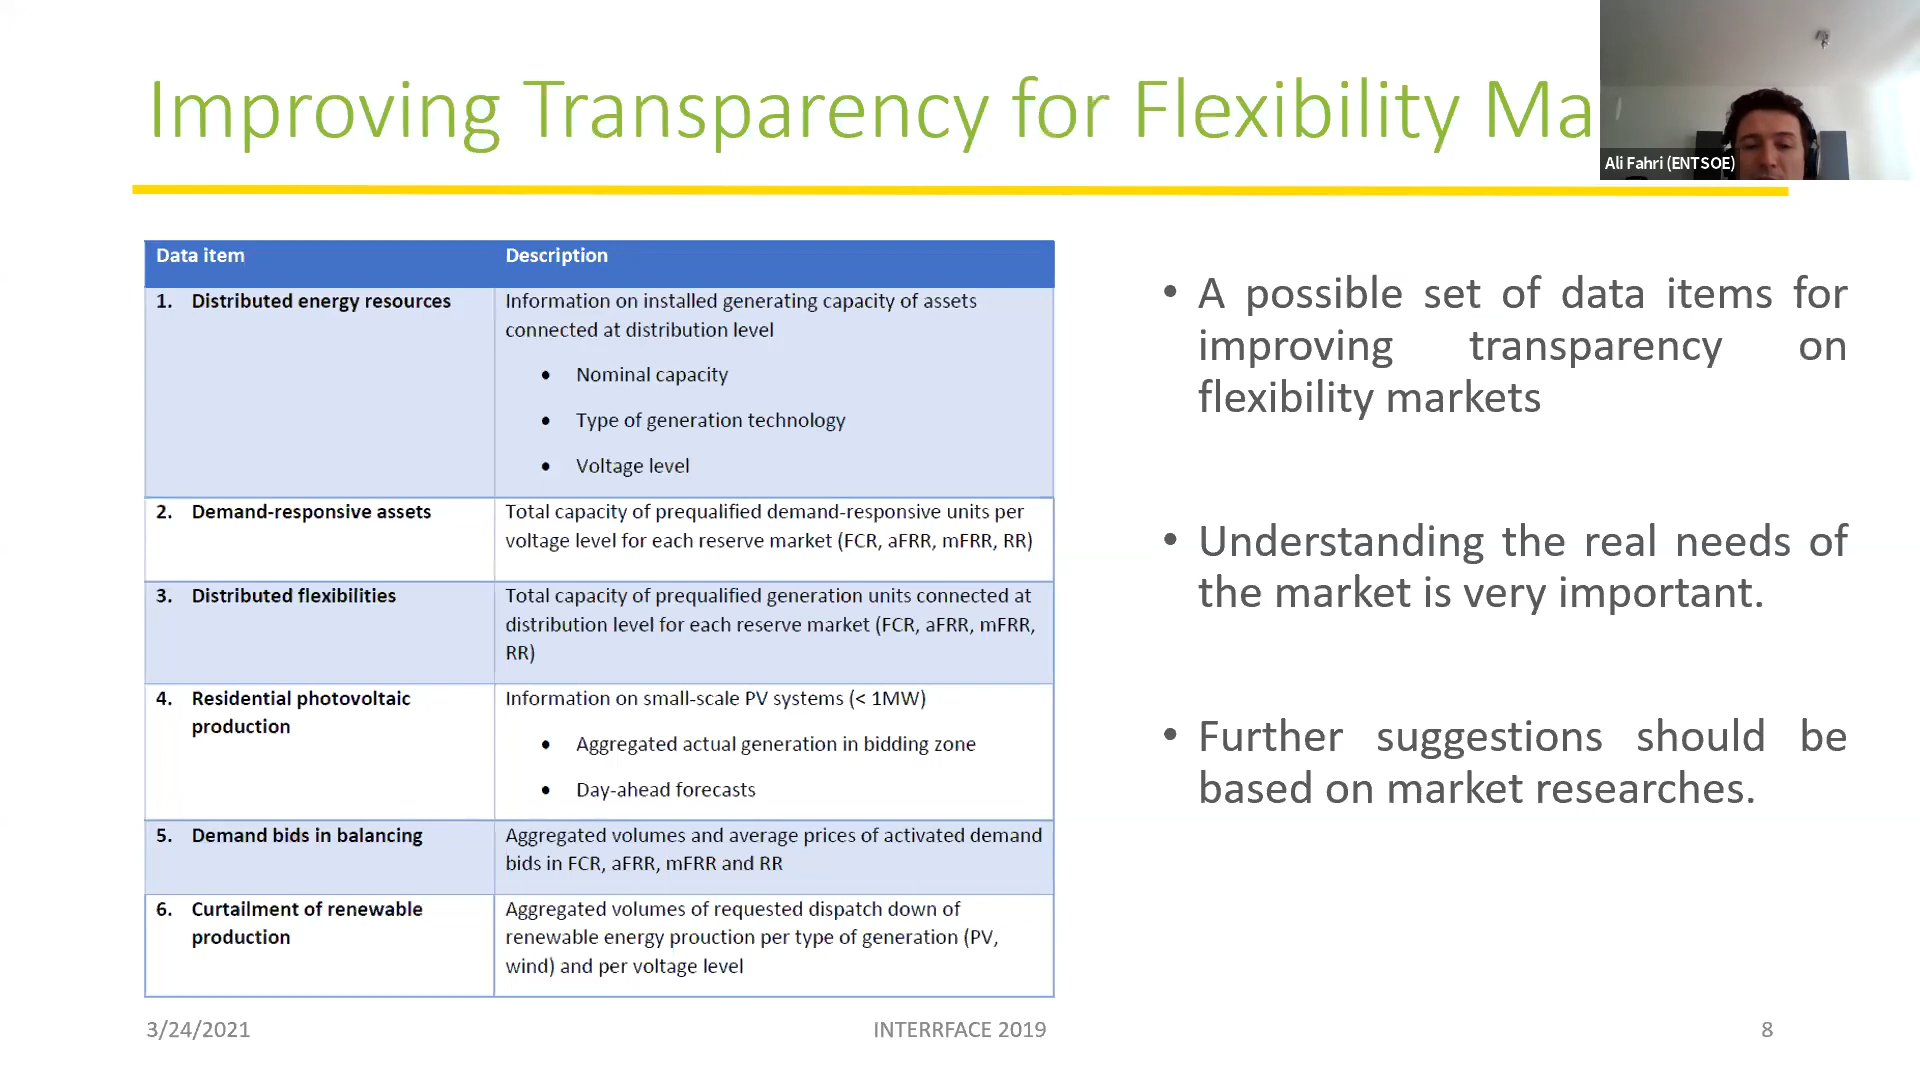 Improving Transparency for Flexibility Ma
Ali Fahri (ENTSOE)
Data item
Description
1. Distributed energy resources
Information on installed generating capacity of assets
connected at distribution level
• Nominal capacity
• Type of generation technology
• Voltage level
2. Demand-responsive assets
Total capacity of prequalified demand-responsive units per
voltage level for each reserve market (FCR, aFRR, mFRR, RR)
3. Distributed flexibilities
Total capacity of prequalified generation units connected at
distribution level for each reserve market (FCR, aFRR, mFRR,
RR)
4. Residential photovoltaic
production
Information on small-scale PV systems (< 1MW)
• Aggregated actual generation in bidding zone
• Day-ahead forecasts
5. Demand bids in balancing
Aggregated volumes and average prices of activated demand
bids in FCR, aFRR, mFRR and RR
6. Curtailment of renewable
production
Aggregated volumes of requested dispatch down of
renewable energy prouction per type of generation (PV,
wind) and per voltage level
• A possible set of data items for
improving transparency on
flexibility markets
• Understanding the real needs of
the market is very important.
• Further suggestions should be
based on market researches.
3/24/2021
INTERRFACE 2019
8